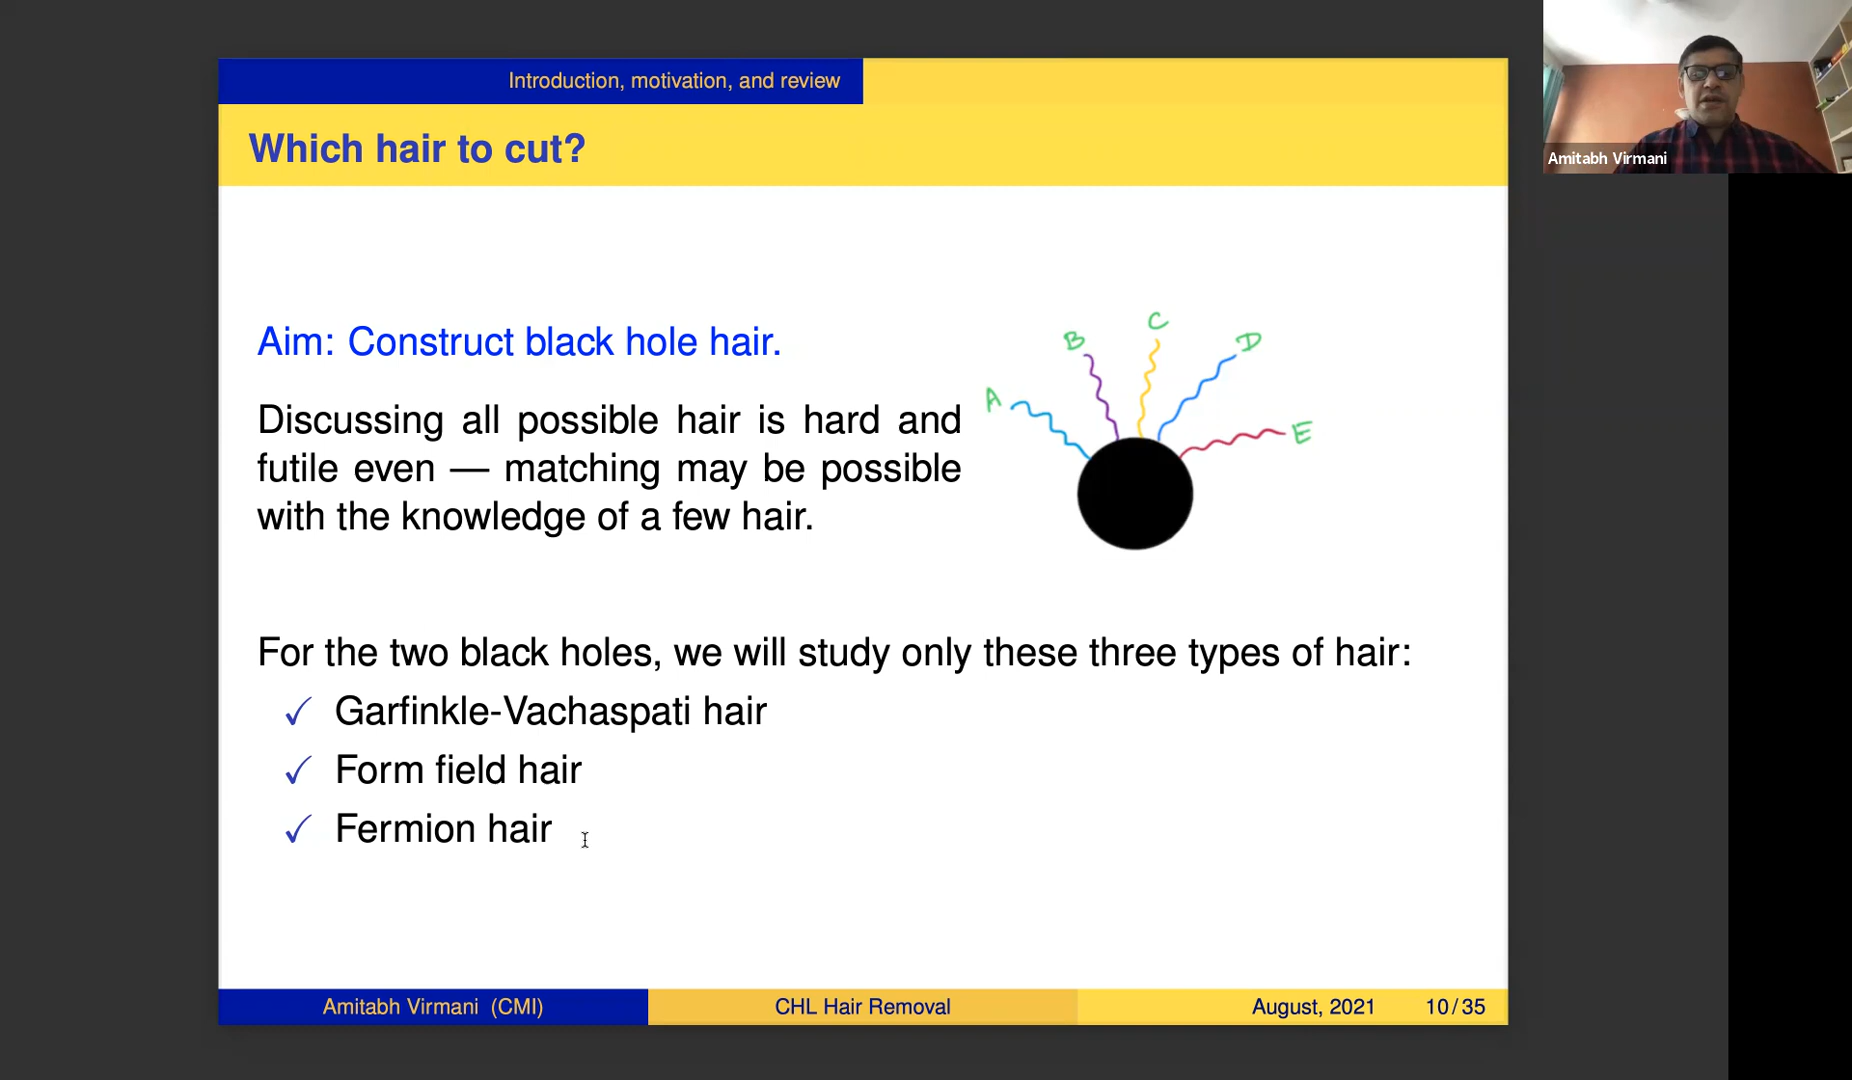 Introduction, motivation, and review
Which hair to cut?
Aim: Construct black hole hair.
Discussing all possible hair is hard and
futile even — matching may be possible
with the knowledge of a few hair.
A
B
C
D
E
For the two black holes, we will study only these three types of hair:
✓ Garfinkle-Vachaspati hair
✓ Form field hair
✓ Fermion hair
Amitabh Virmani (CMI)
CHL Hair Removal
August, 2021
10/35
Amitabh Virmani